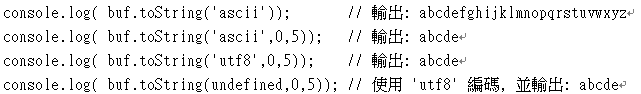 console.log( buf.toString('ascii'));       // 輸出: abcdefghijklmnopqrstuvwxyz
console.log( buf.toString('ascii',0,5));   // 輸出: abcde
console.log( buf.toString('utf8',0,5));    // 輸出: abcde
console.log( buf.toString(undefined,0,5)); // 使用 'utf8' 編碼, 並輸出: abcde